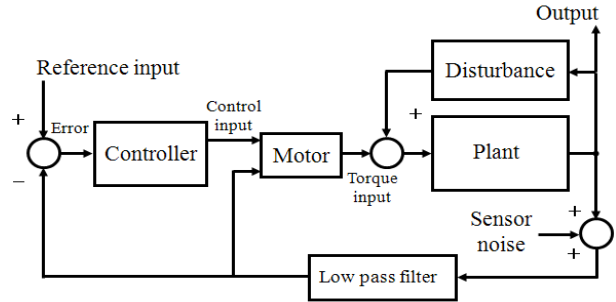 Output
Reference input
Disturbance
+
Error
Control
input
+
Controller
Motor
Plant
−
Torque
input
Sensor
noise
+
+
Low pass filter